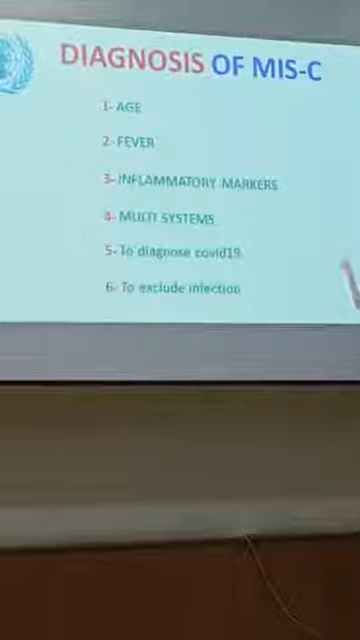 DIAGNOSIS OF MIS-C
1- AGE
2- FEVER
3- INFLAMMATORY MARKERS
4- MULTI SYSTEMS
5- To diagnose covid19
6- To exclude infection